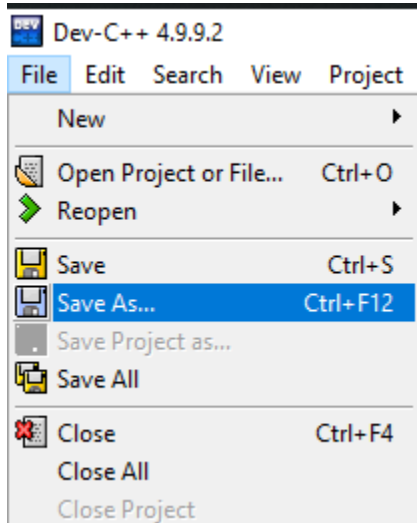 DEV
Dev-C++ 4.9.9.2
File Edit Search View Project
New
Open Project or File... Ctrl+O
Reopen
Save Ctrl+S
Save As... Ctrl+F12
Save Project as...
Save All
Close Ctrl+F4
Close All
Close Project